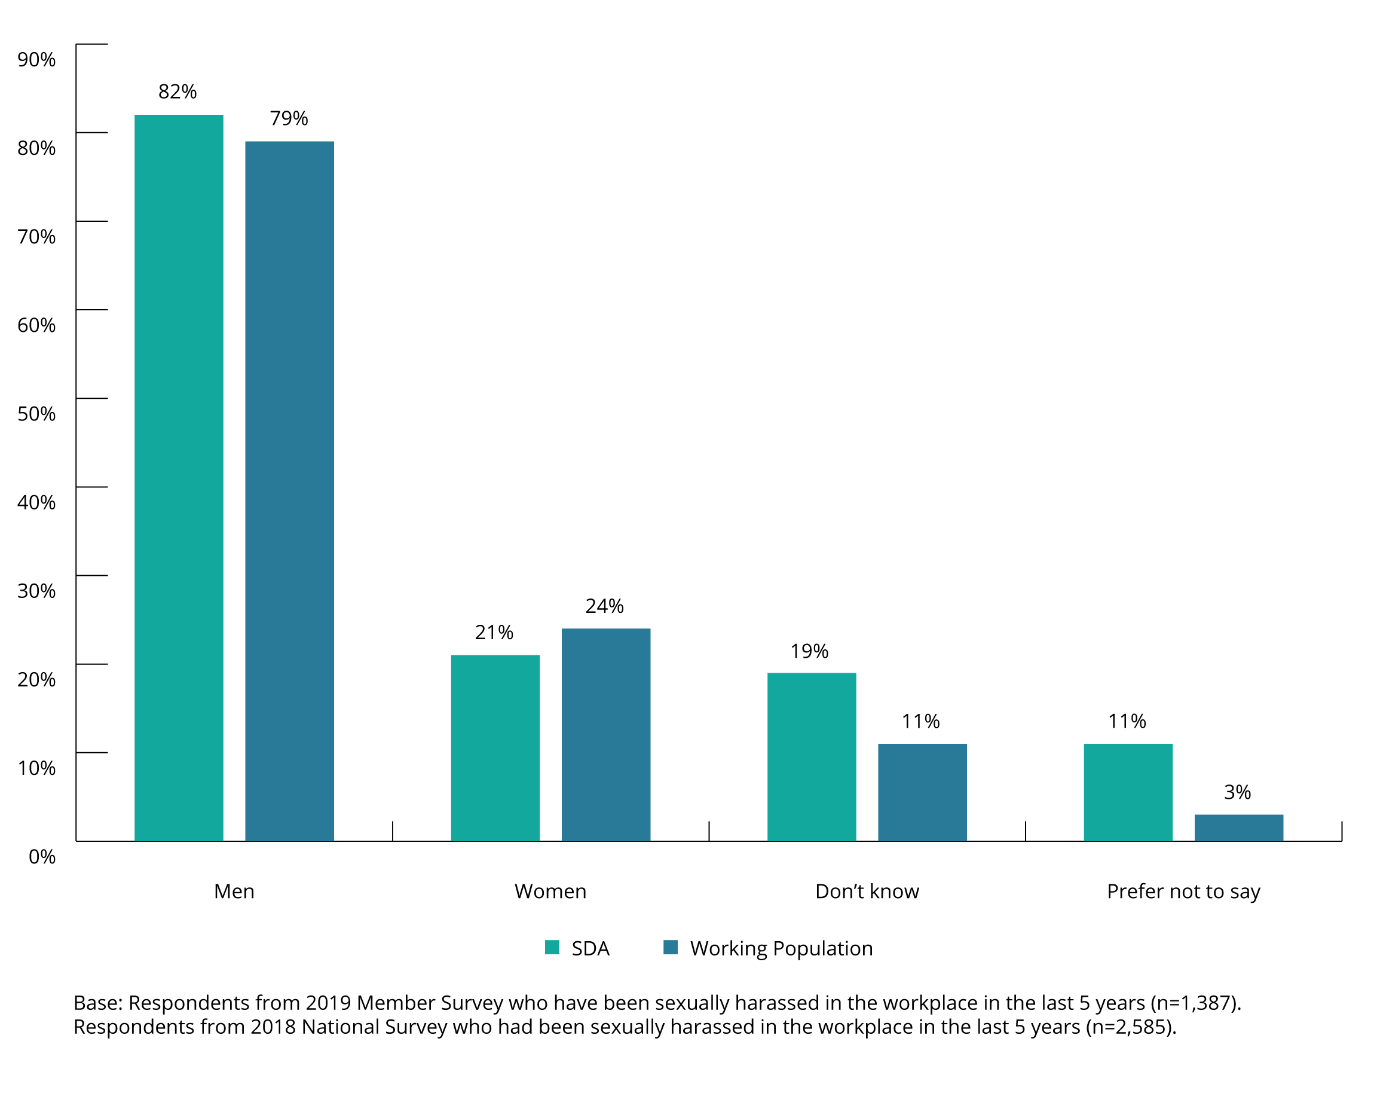 90%
80%
70%
60%
50%
40%
30%
20%
10%
0%
82%
79%
21%
24%
19%
11%
11%
3%
Men
Women
Don’t know
Prefer not to say
SDA
Working Population
Base: Respondents from 2019 Member Survey who have been sexually harassed in the workplace in the last 5 years (n=1,387).
Respondents from 2018 National Survey who had been sexually harassed in the workplace in the last 5 years (n=2,585).